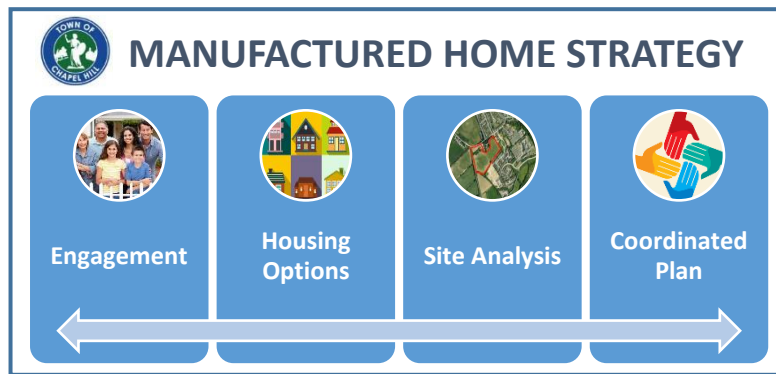 TOWN OF
CHAPEL HILL
MANUFACTURED HOME STRATEGY
Engagement
Housing
Options
Site Analysis
Coordinated
Plan